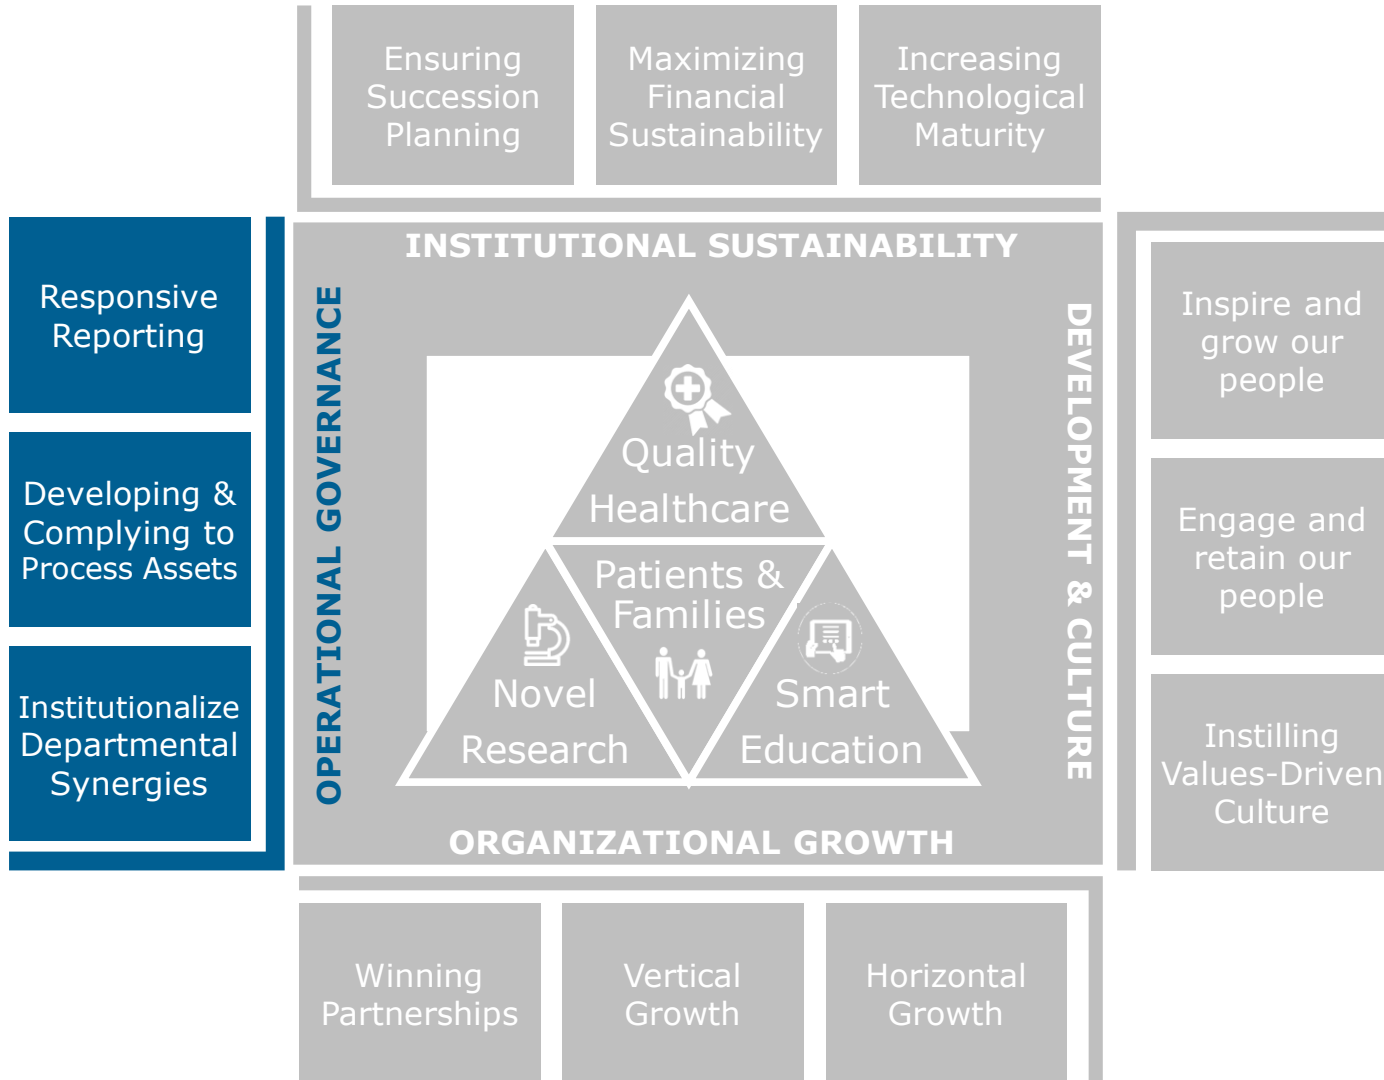 Ensuring
Succession
Planning
Maximizing
Financial
Sustainability
Increasing
Technological
Maturity
INSTITUTIONAL SUSTAINABILITY
Responsive
Reporting
Developing &
Complying to
Process Assets
Institutionalize
Departmental
Synergies
OPERATIONAL GOVERNANCE
Quality
Healthcare
Patients &
Families
Novel
Research
Smart
Education
DEVELOPMENT & CULTURE
Inspire and
grow our
people
Engage and
retain our
people
Instilling
Values-Driven
Culture
ORGANIZATIONAL GROWTH
Winning
Partnerships
Vertical
Growth
Horizontal
Growth